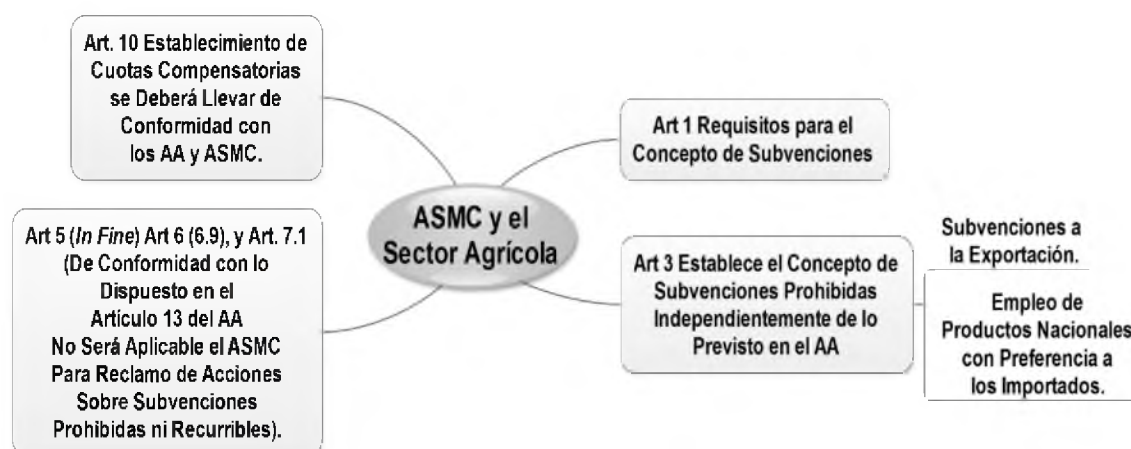 Art. 10 Establecimiento de
Cuotas Compensatorias
se Deberá Llevar de
Conformidad con
los AA y ASMC.
Art 1 Requisitos para el
Concepto de Subvenciones
ASMC y el
Sector Agrícola
Art 5 (In Fine) Art 6 (6.9), y Art. 7.1
(De Conformidad con lo
Dispuesto en el
Artículo 13 del AA
No Será Aplicable el ASMC
Para Reclamo de Acciones
Sobre Subvenciones
Prohibidas ni Recurribles).
Art 3 Establece el Concepto de
Subvenciones Prohibidas
Independientemente de lo
Previsto en el AA
Subvenciones a
la Exportación.
Empleo de
Productos Nacionales
con Preferencia a
los Importados.